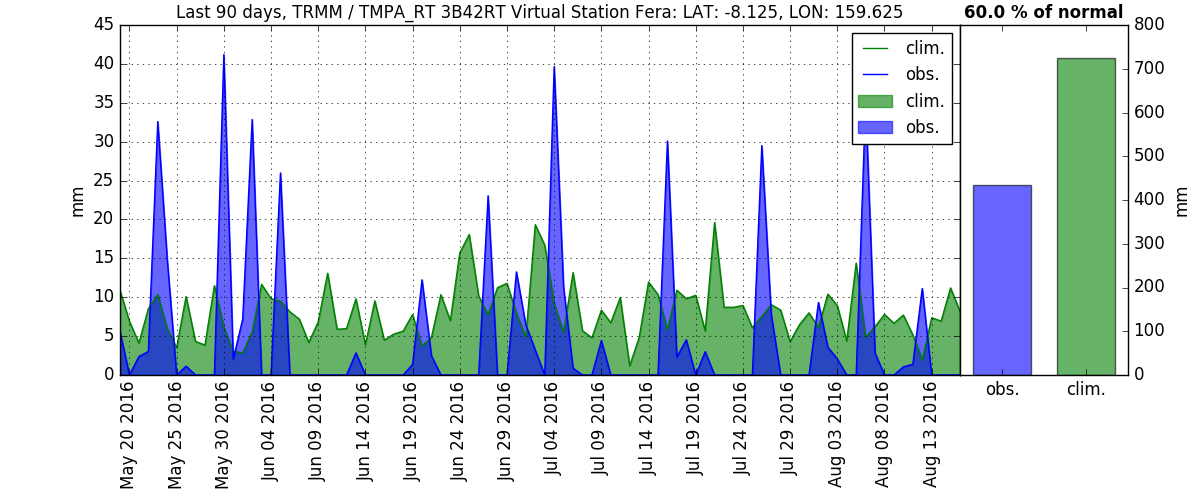 Last 90 days, TRMM / TMPA_RT 3B42RT Virtual Station Fera: LAT: -8.125, LON: 159.625
60.0 % of normal
45
40
35
30
25
20
15
10
5
0
mm
clim.
obs.
clim.
obs.
800
700
600
500
400
300
200
100
0
mm
May 20 2016
May 25 2016
May 30 2016
Jun 04 2016
Jun 09 2016
Jun 14 2016
Jun 19 2016
Jun 24 2016
Jun 29 2016
Jul 04 2016
Jul 09 2016
Jul 14 2016
Jul 19 2016
Jul 24 2016
Jul 29 2016
Aug 03 2016
Aug 08 2016
Aug 13 2016
obs.
clim.